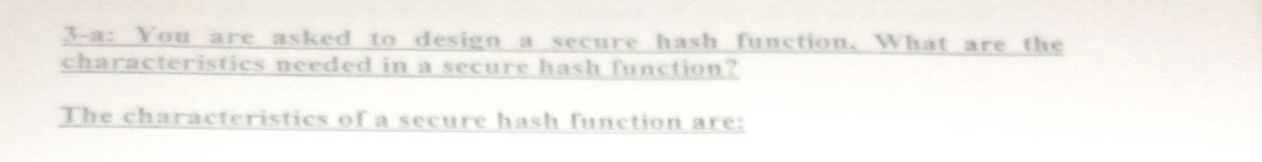 3-a: You are asked to design a secure hash function. What are the
characteristics needed in a secure hash function?
The characteristics of a secure hash function are: